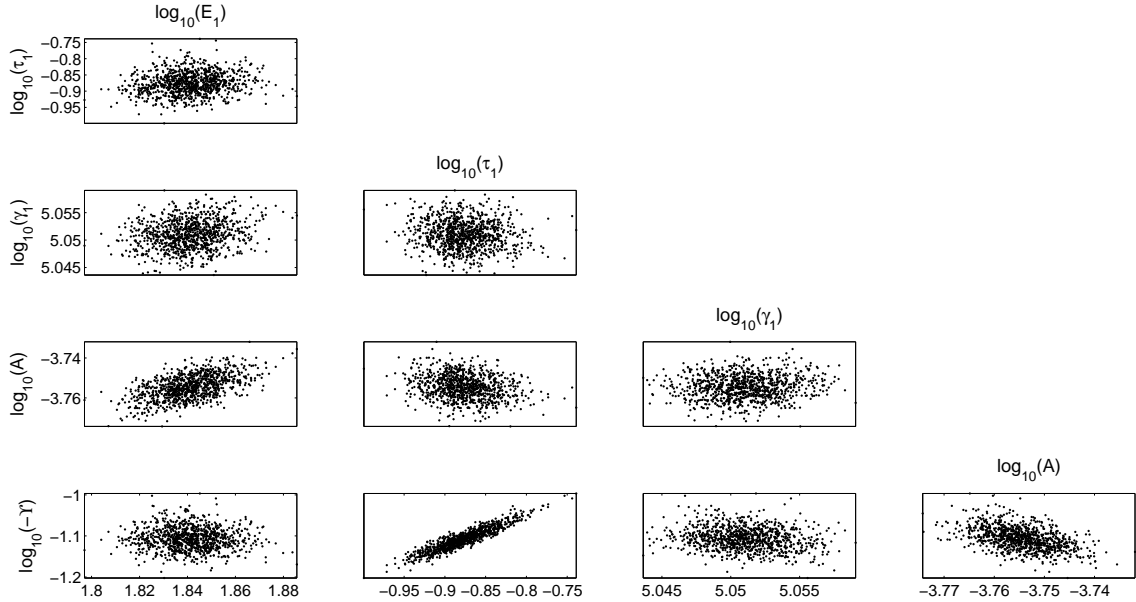 log₁₀(E₁)
log₁₀(τ₁)
−0.75
−0.8
−0.85
−0.9
−0.95
log₁₀(τ₁)
log₁₀(γ₁)
5.055
5.05
5.045
log₁₀(γ₁)
log₁₀(A)
−3.74
−3.76
log₁₀(A)
log₁₀(−ϒ)
−1
−1.1
−1.2
1.8 1.82 1.84 1.86 1.88 −0.95 −0.9 −0.85 −0.8 −0.75 5.045 5.05 5.055 −3.77 −3.76 −3.75 −3.74